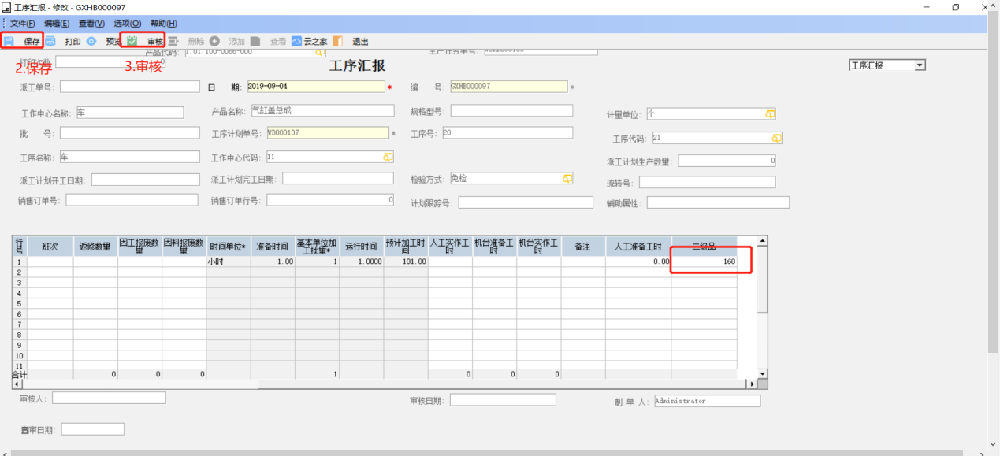 工序汇报 - 修改 - GXHB000097
文件(F) 编辑(E) 查看(V) 选项(O) 帮助(H)
保存 打印 预览 审核 删除 添加 查看 云之家 退出
产品代码: 1.01.100-0066-000 生产任务单号:
打印次数 0
2.保存 3.审核 工序汇报 工序汇报
派工单号: 日 期: 2019-09-04 * 编 号: GXHB000097 *
工作中心名称: 车 产品名称: 气缸盖总成 规格型号: 计量单位: 个
批 号: 工序计划单号: WB000137 * 工序号: 20 工序代码: 21
工序名称: 车 工作中心代码: 11 派工计划生产数量: 0
派工计划开工日期: 派工计划完工日期: 检验方式: 免检 流转号:
销售订单号: 销售订单行号: 0 计划跟踪号: 辅助属性:
行号 班次 返修数量 因工报废数量 因料报废数量 时间单位* 准备时间 基本单位加工批量* 运行时间 预计加工时间 人工实作工时 机台准备工时 机台实作工时 备注 人工准备工时 二级品
1 小时 1.00 1 1.0000 101.00 0.00 160
2
3
4
5
6
7
8
9
10
11
合计 0 0 0 1 0 0 0
审核人: 审核日期: 制 单 人: Administrator
审日期: